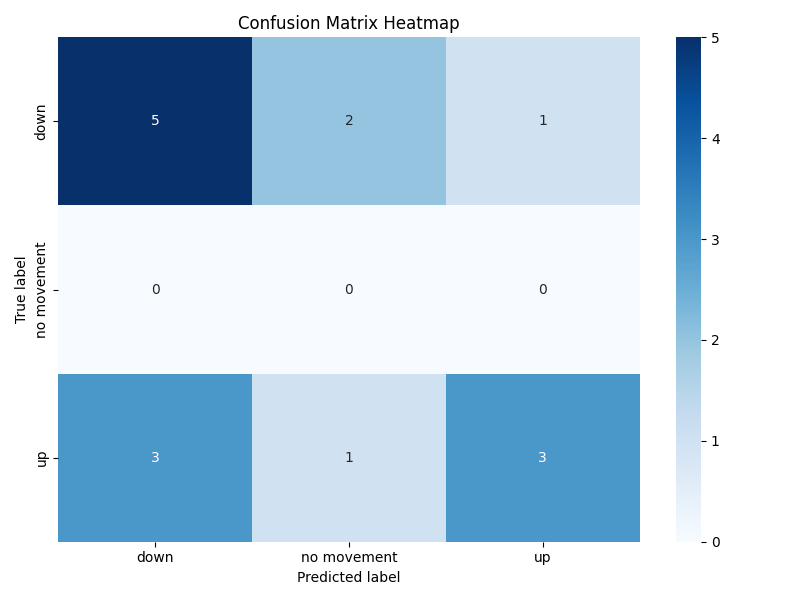 Confusion Matrix Heatmap
True label
down
no movement
up
5 2 1
0 0 0
3 1 3
down no movement up
Predicted label
5
4
3
2
1
0